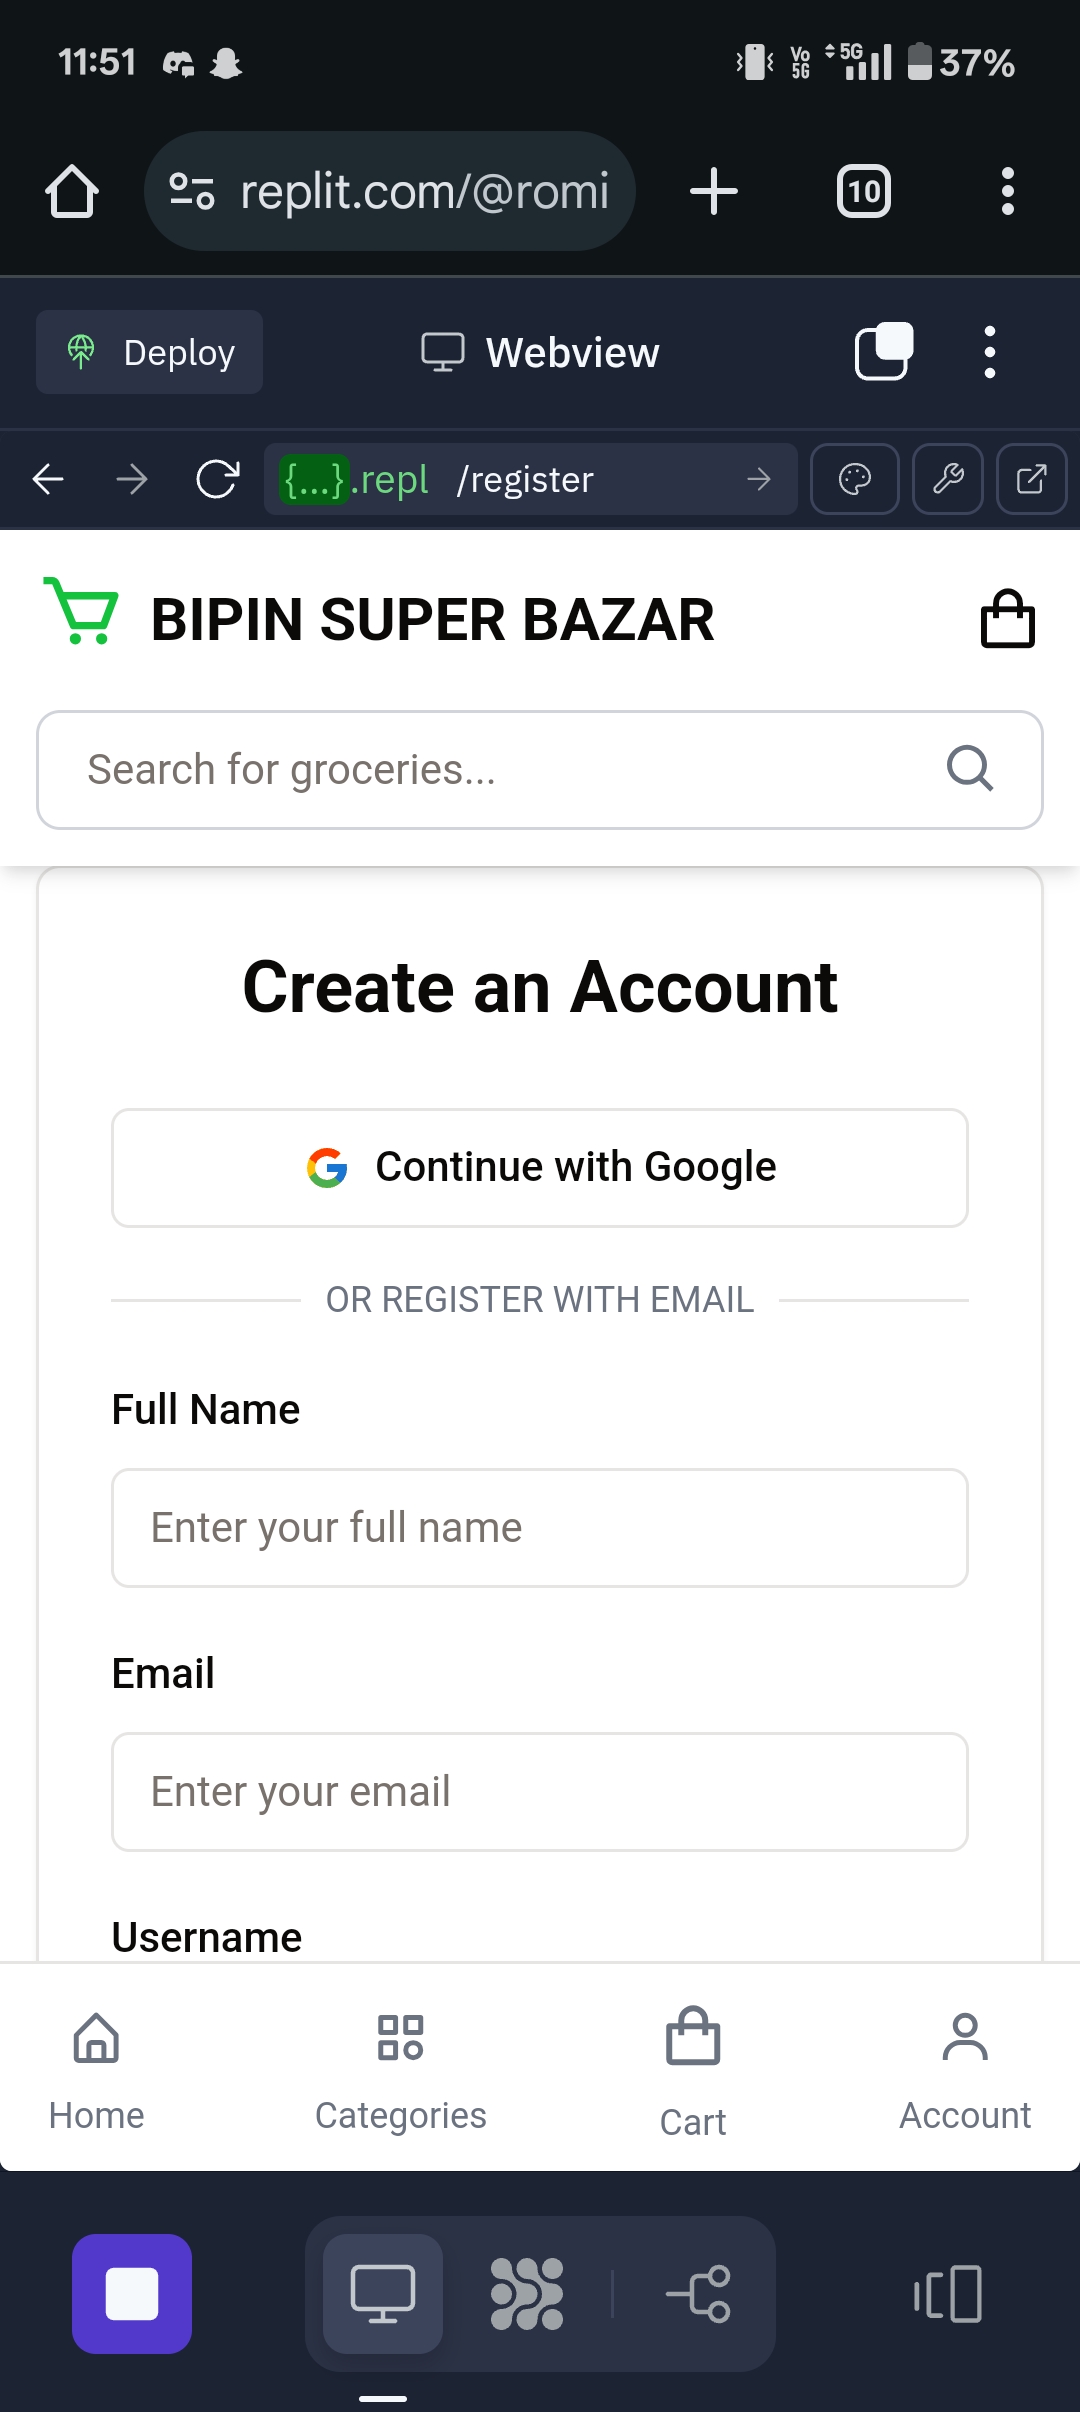 11:51
Vo 5G
5G
37%
replit.com/@romi
10
Deploy
Webview
{...}.repl /register
BIPIN SUPER BAZAR
Search for groceries...
Create an Account
Continue with Google
OR REGISTER WITH EMAIL
Full Name
Enter your full name
Email
Enter your email
Username
Home
Categories
Cart
Account